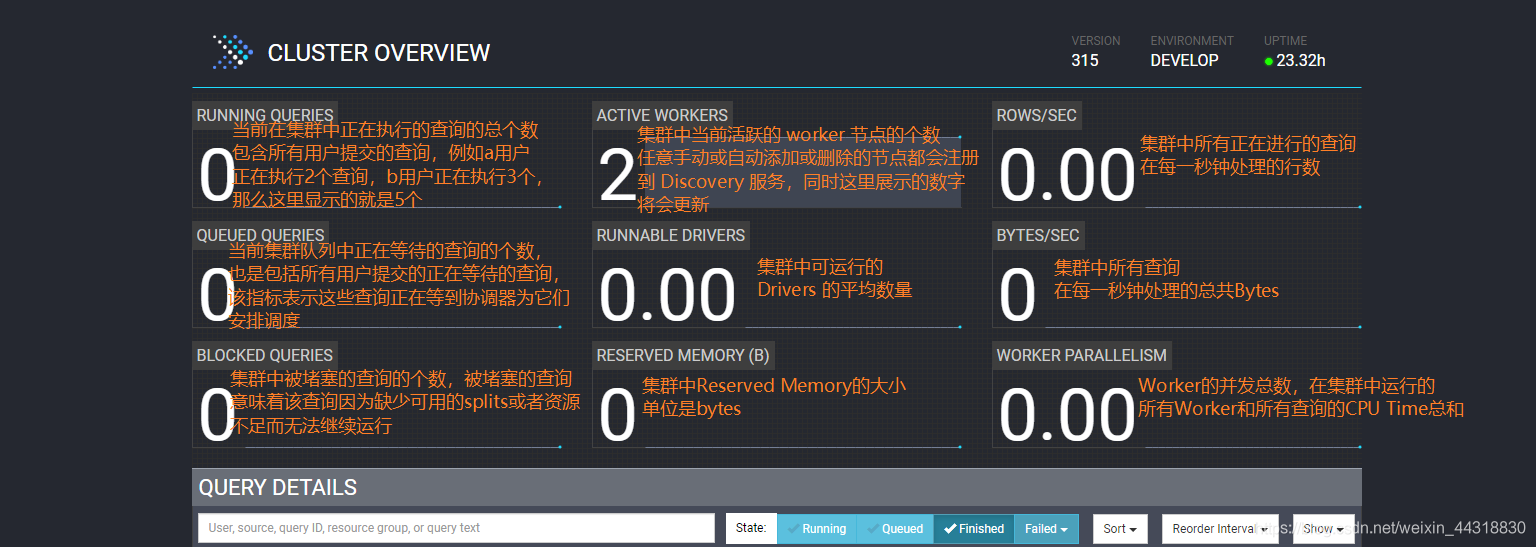 CLUSTER OVERVIEW
VERSION
315
ENVIRONMENT
DEVELOP
UPTIME
23.32h
RUNNING QUERIES
0
当前在集群中正在执行的查询的总个数
包含所有用户提交的查询，例如a用户
正在执行2个查询，b用户正在执行3个，
那么这里显示的就是5个
ACTIVE WORKERS
2
集群中当前活跃的 worker 节点的个数
任意手动或自动添加或删除的节点都会注册
到 Discovery 服务，同时这里展示的数字
将会更新
ROWS/SEC
0.00
集群中所有正在进行的查询
在每一秒钟处理的行数
QUEUED QUERIES
0
当前集群队列中正在等待的查询的个数，
也是包括所有用户提交的正在等待的查询，
该指标表示这些查询正在等到协调器为它们
安排调度
RUNNABLE DRIVERS
0.00
集群中可运行的
Drivers 的平均数量
BYTES/SEC
0
集群中所有查询
在每一秒钟处理的总共Bytes
BLOCKED QUERIES
0
集群中被堵塞的查询的个数，被堵塞的查询
意味着该查询因为缺少可用的splits或者资源
不足而无法继续运行
RESERVED MEMORY (B)
0
集群中Reserved Memory的大小
单位是bytes
WORKER PARALLELISM
0.00
Worker的并发总数，在集群中运行的
所有Worker和所有查询的CPU Time总和
QUERY DETAILS
User, source, query ID, resource group, or query text
State:
Running
Queued
Finished
Failed
Sort
Reorder Interval
Show
https://blog.csdn.net/weixin_44318830